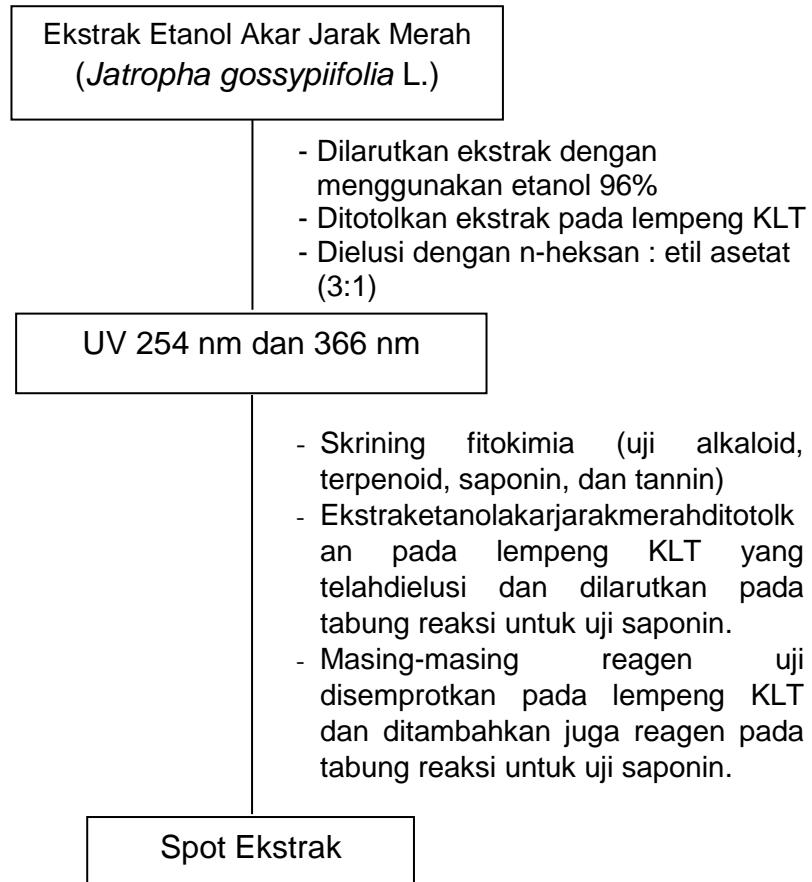 Ekstrak Etanol Akar Jarak Merah
(Jatropha gossypiifolia L.)
- Dilarutkan ekstrak dengan
menggunakan etanol 96%
- Ditotolkan ekstrak pada lempeng KLT
- Dielusi dengan n-heksan : etil asetat
(3:1)
UV 254 nm dan 366 nm
- Skrining fitokimia (uji alkaloid,
terpenoid, saponin, dan tannin)
- Ekstraketanolakarjarakmerahditotolk
an pada lempeng KLT yang
telahdielusi dan dilarutkan pada
tabung reaksi untuk uji saponin.
- Masing-masing reagen uji
disemprotkan pada lempeng KLT
dan ditambahkan juga reagen pada
tabung reaksi untuk uji saponin.
Spot Ekstrak